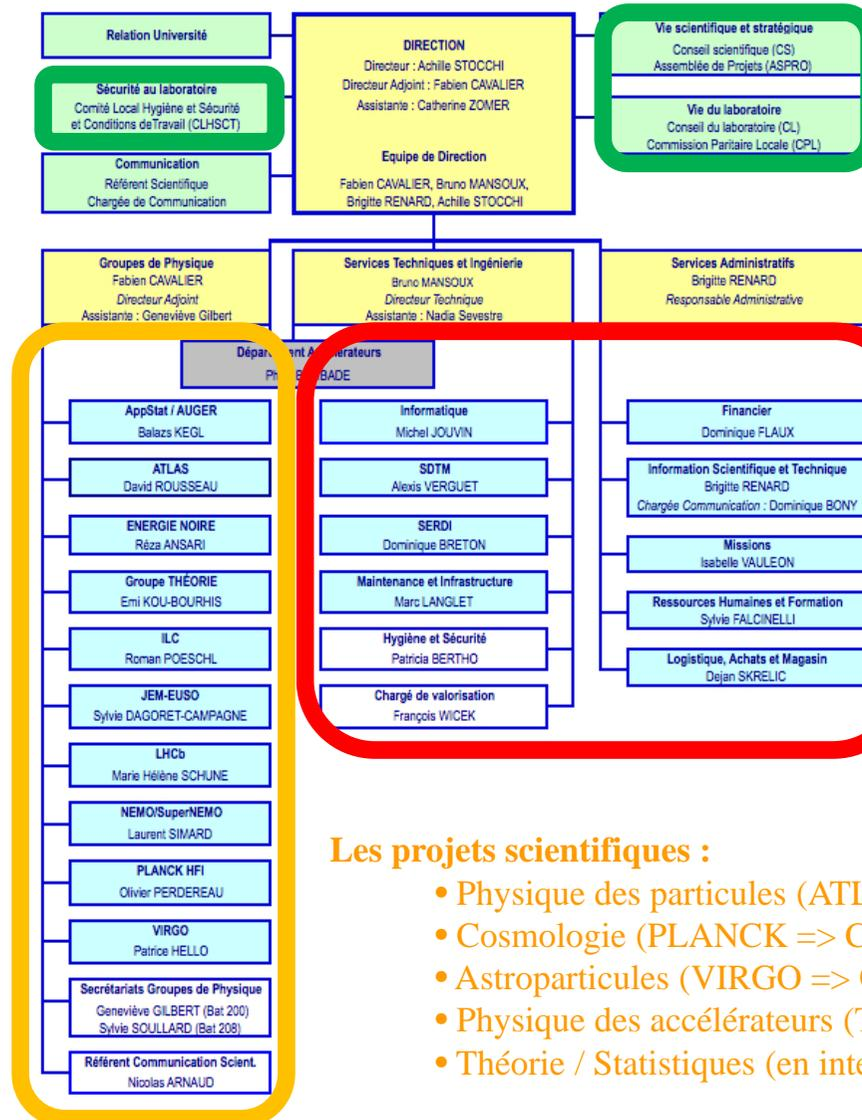 Relation Université
Sécurité au laboratoire
Comité Local Hygiène et Sécurité
et Conditions deTravail (CLHSCT)
Communication
Référent Scientifique
Chargée de Communication
DIRECTION
Directeur : Achille STOCCHI
Directeur Adjoint : Fabien CAVALIER
Assistante : Catherine ZOMER
Equipe de Direction
Fabien CAVALIER, Bruno MANSOUX,
Brigitte RENARD, Achille STOCCHI
Vie scientifique et stratégique
Conseil scientifique (CS)
Assemblée de Projets (ASPRO)
Vie du laboratoire
Conseil du laboratoire (CL)
Commission Paritaire Locale (CPL)
Groupes de Physique
Fabien CAVALIER
Directeur Adjoint
Assistante : Geneviève Gilbert
Services Techniques et Ingénierie
Bruno MANSOUX
Directeur Technique
Assistante : Nadia Sevestre
Services Administratifs
Brigitte RENARD
Responsable Administrative
AppStat / AUGER
Balazs KEGL
ATLAS
David ROUSSEAU
ENERGIE NOIRE
Réza ANSARI
Groupe THÉORIE
Emi KOU-BOURHIS
ILC
Roman POESCHL
JEM-EUSO
Sylvie DAGORET-CAMPAGNE
LHCb
Marie Hélène SCHUNE
NEMO/SuperNEMO
Laurent SIMARD
PLANCK HFI
Olivier PERDEREAU
VIRGO
Patrice HELLO
Secrétariats Groupes de Physique
Geneviève GILBERT (Bat 200)
Sylvie SOULLARD (Bat 208)
Référent Communication Scient.
Nicolas ARNAUD
Informatique
Michel JOUVIN
SDTM
Alexis VERGUET
SERDI
Dominique BRETON
Maintenance et Infrastructure
Marc LANGLET
Hygiène et Sécurité
Patricia BERTHO
Chargé de valorisation
François WICEK
Financier
Dominique FLAUX
Information Scientifique et Technique
Brigitte RENARD
Chargée Communication : Dominique BONY
Missions
Isabelle VAULEON
Ressources Humaines et Formation
Sylvie FALCINELLI
Logistique, Achats et Magasin
Dejan SKRELIC
Les projets scientifiques :
• Physique des particules (ATL
• Cosmologie (PLANCK =>
• Astroparticules (VIRGO =>
• Physique des accélérateurs (
• Théorie / Statistiques (en inte